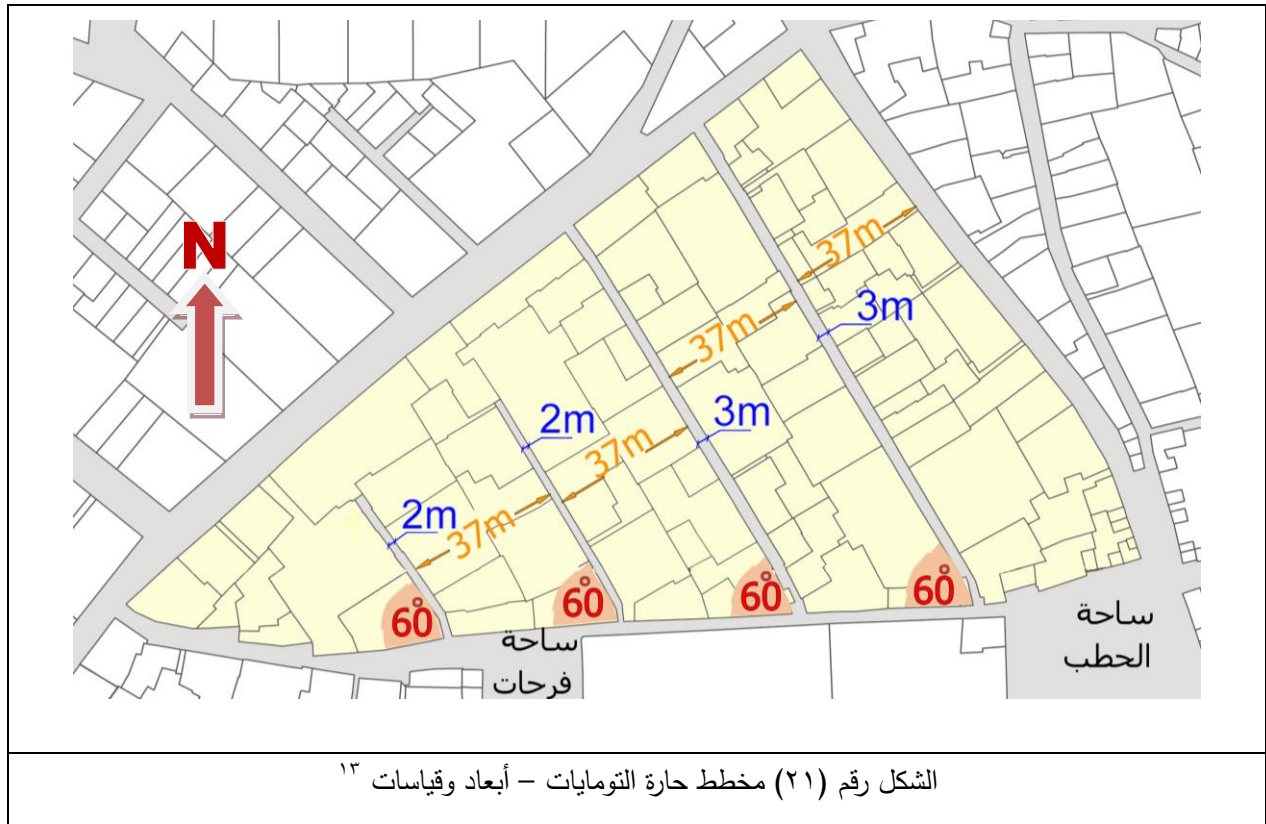 N
37m
37m
3m
2m
37m
3m
2m
37m
60°
60°
60°
60°
ساحة
فرحات
ساحة
الحطب
الشكل رقم (٢١) مخطط حارة التومايات – أبعاد وقياسات ١٣